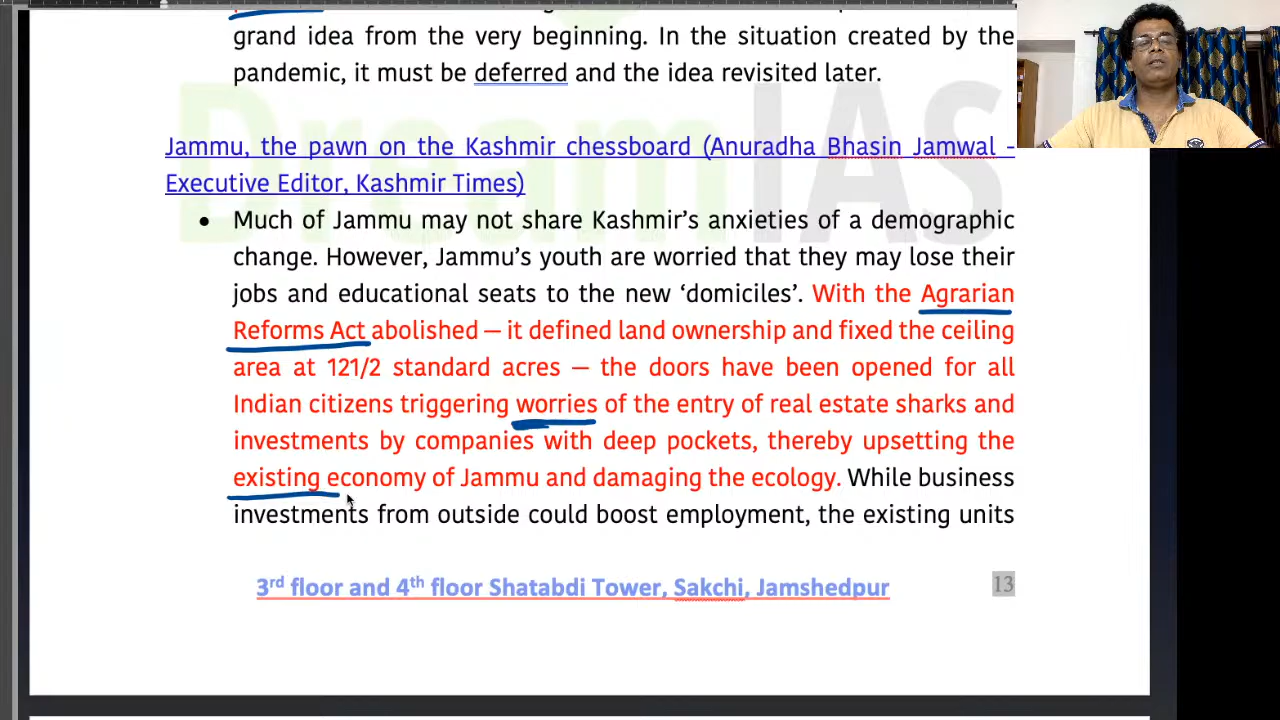 grand idea from the very beginning. In the situation created by the
pandemic, it must be deferred and the idea revisited later.
Jammu, the pawn on the Kashmir chessboard (Anuradha Bhasin Jamwal -
Executive Editor, Kashmir Times)
• Much of Jammu may not share Kashmir's anxieties of a demographic
change. However, Jammu's youth are worried that they may lose their
jobs and educational seats to the new 'domiciles'. With the Agrarian
Reforms Act abolished — it defined land ownership and fixed the ceiling
area at 121/2 standard acres — the doors have been opened for all
Indian citizens triggering worries of the entry of real estate sharks and
investments by companies with deep pockets, thereby upsetting the
existing economy of Jammu and damaging the ecology. While business
investments from outside could boost employment, the existing units
3rd floor and 4th floor Shatabdi Tower, Sakchi, Jamshedpur
13
DreamIAS